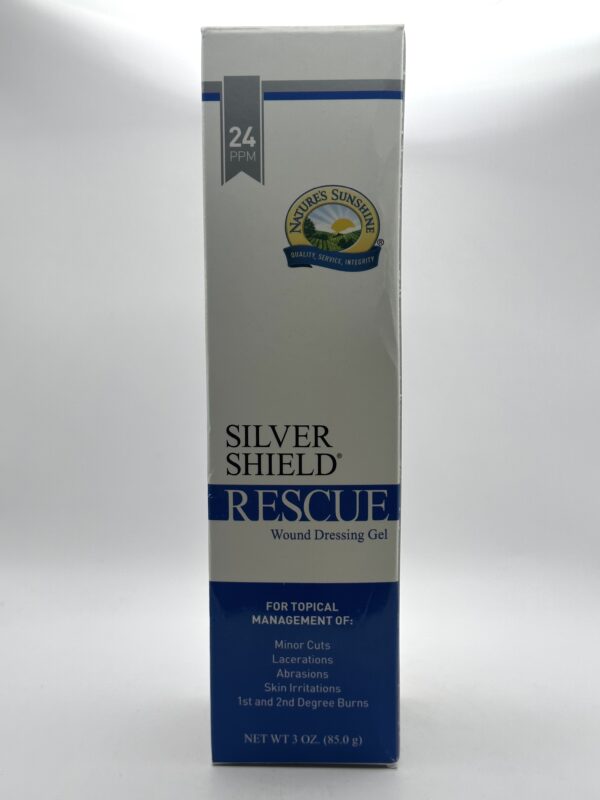 24
PPM
NATURE'S SUNSHINE
®
QUALITY, SERVICE, INTEGRITY
SILVER
SHIELD®
RESCUE
Wound Dressing Gel
FOR TOPICAL
MANAGEMENT OF:
Minor Cuts
Lacerations
Abrasions
Skin Irritations
1st and 2nd Degree Burns
NET WT 3 OZ. (85.0 g)